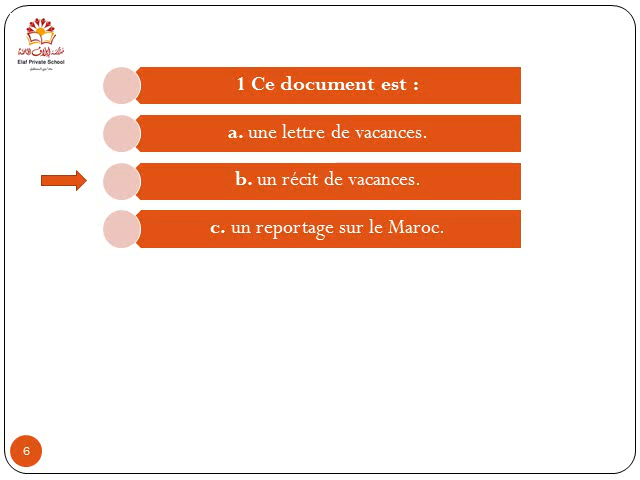 Elaf Private School
1 Ce document est :
a. une lettre de vacances.
b. un récit de vacances.
c. un reportage sur le Maroc.
6